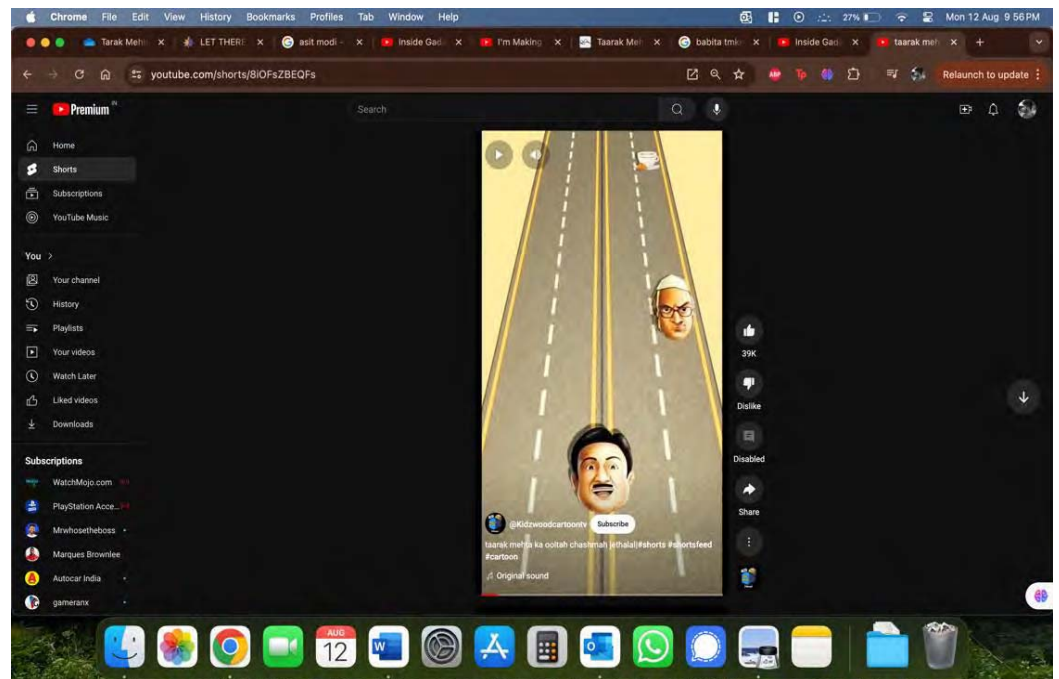 Chrome File Edit View History Bookmarks Profiles Tab Window Help
27%
Mon 12 Aug 9 56 PM
Tarak Meh
LET THERE
asit modi -
Inside Gad
I'm Making
Taarak Meh
babita tmk
Inside Gad
taarak meh
youtube.com/shorts/8iOFsZBEQFs
ABP
Tp
Relaunch to update
Premium IN
Search
Home
Shorts
Subscriptions
YouTube Music
You
Your channel
History
Playlists
Your videos
Watch Later
Liked videos
Downloads
Subscriptions
WatchMojo.com
PlayStation Acce...
Mrwhosetheboss
Marques Brownlee
Autocar India
gameranx
39K
Dislike
Disabled
Share
@Kidzwoodcartoontv Subscribe
taarak mehta ka ooltah chashmah jethalal|#shorts #shortsfeed
#cartoon
Original sound
AUG
12